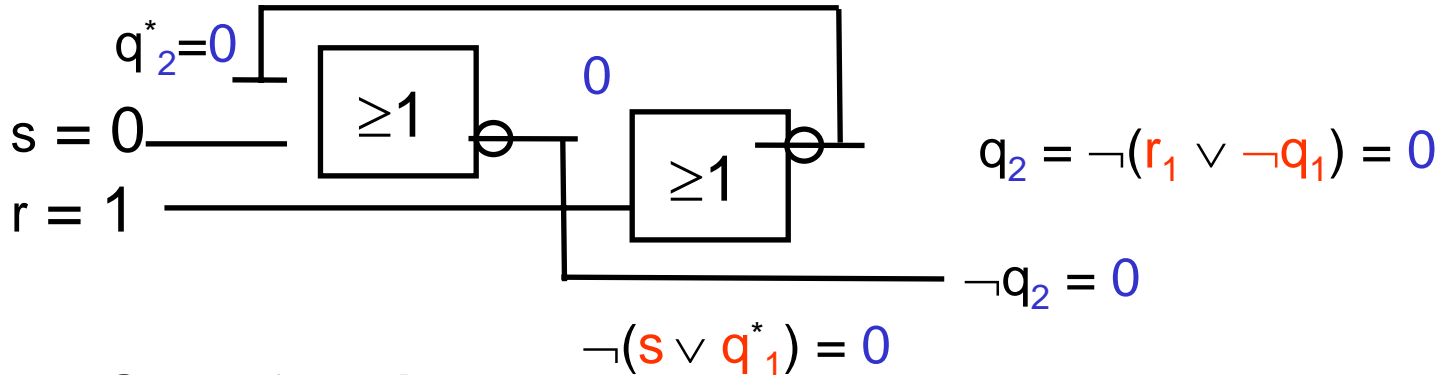 q*₂=0
0
≥1
s = 0
≥1
q₂ = ¬(r₁ ∨ ¬q₁) = 0
r = 1
¬q₂ = 0
¬(s ∨ q*₁) = 0